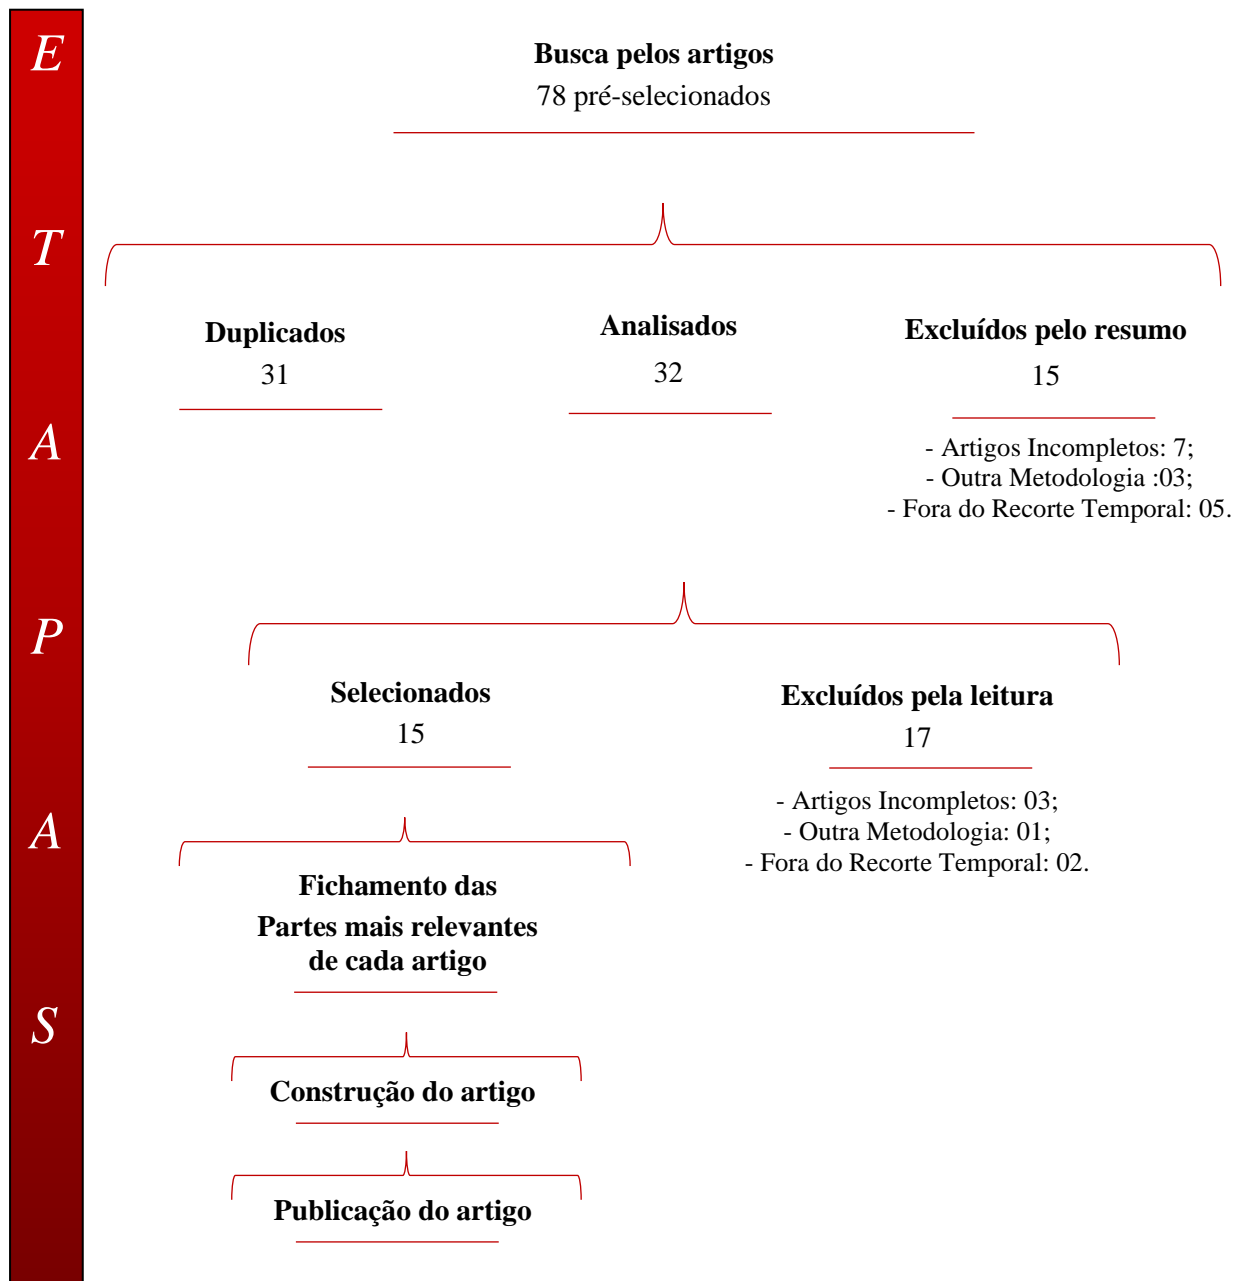 E
T
A
P
A
S
Busca pelos artigos
78 pré-selecionados
Duplicados
31
Analisados
32
Excluídos pelo resumo
15
- Artigos Incompletos: 7;
- Outra Metodologia :03;
- Fora do Recorte Temporal: 05.
Selecionados
15
Excluídos pela leitura
17
- Artigos Incompletos: 03;
- Outra Metodologia: 01;
- Fora do Recorte Temporal: 02.
Fichamento das
Partes mais relevantes
de cada artigo
Construção do artigo
Publicação do artigo